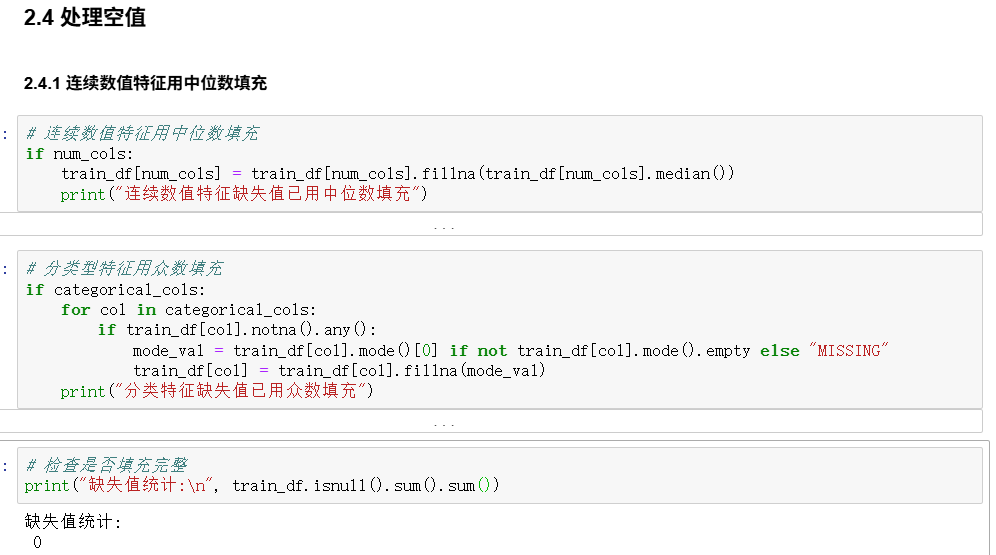 2.4 处理空值
2.4.1 连续数值特征用中位数填充
:
# 连续数值特征用中位数填充
if num_cols:
    train_df[num_cols] = train_df[num_cols].fillna(train_df[num_cols].median())
    print("连续数值特征缺失值已用中位数填充")
...
:
# 分类型特征用众数填充
if categorical_cols:
    for col in categorical_cols:
        if train_df[col].notna().any():
            mode_val = train_df[col].mode()[0] if not train_df[col].mode().empty else "MISSING"
            train_df[col] = train_df[col].fillna(mode_val)
    print("分类特征缺失值已用众数填充")
...
:
# 检查是否填充完整
print("缺失值统计:\n", train_df.isnull().sum().sum())
缺失值统计:
 0